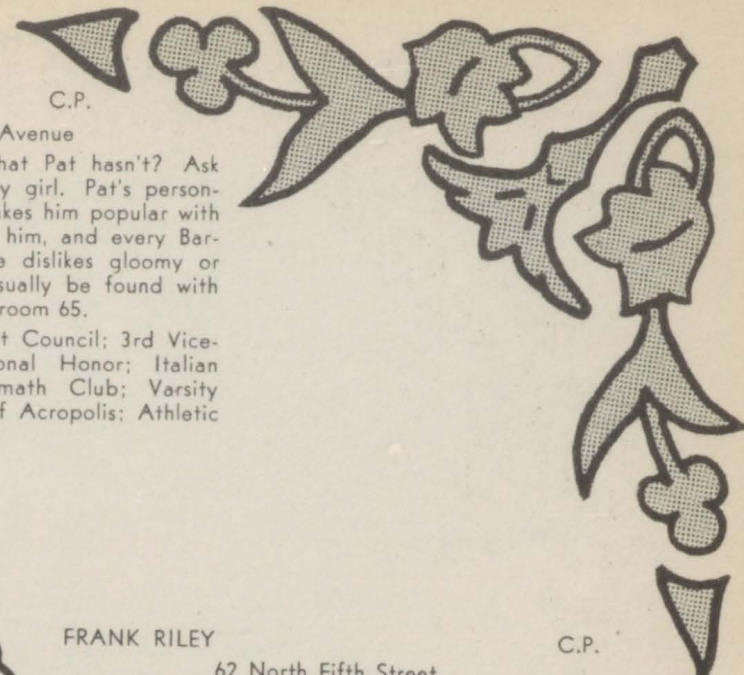 C.P.
Avenue
hat Pat hasn't? Ask
y girl. Pat's person-
kes him popular with
him, and every Bar-
e dislikes gloomy or
sually be found with
room 65.
t Council; 3rd Vice-
onal Honor; Italian
math Club; Varsity
f Acropolis; Athletic
FRANK RILEY C.P.
62 North Fifth Street